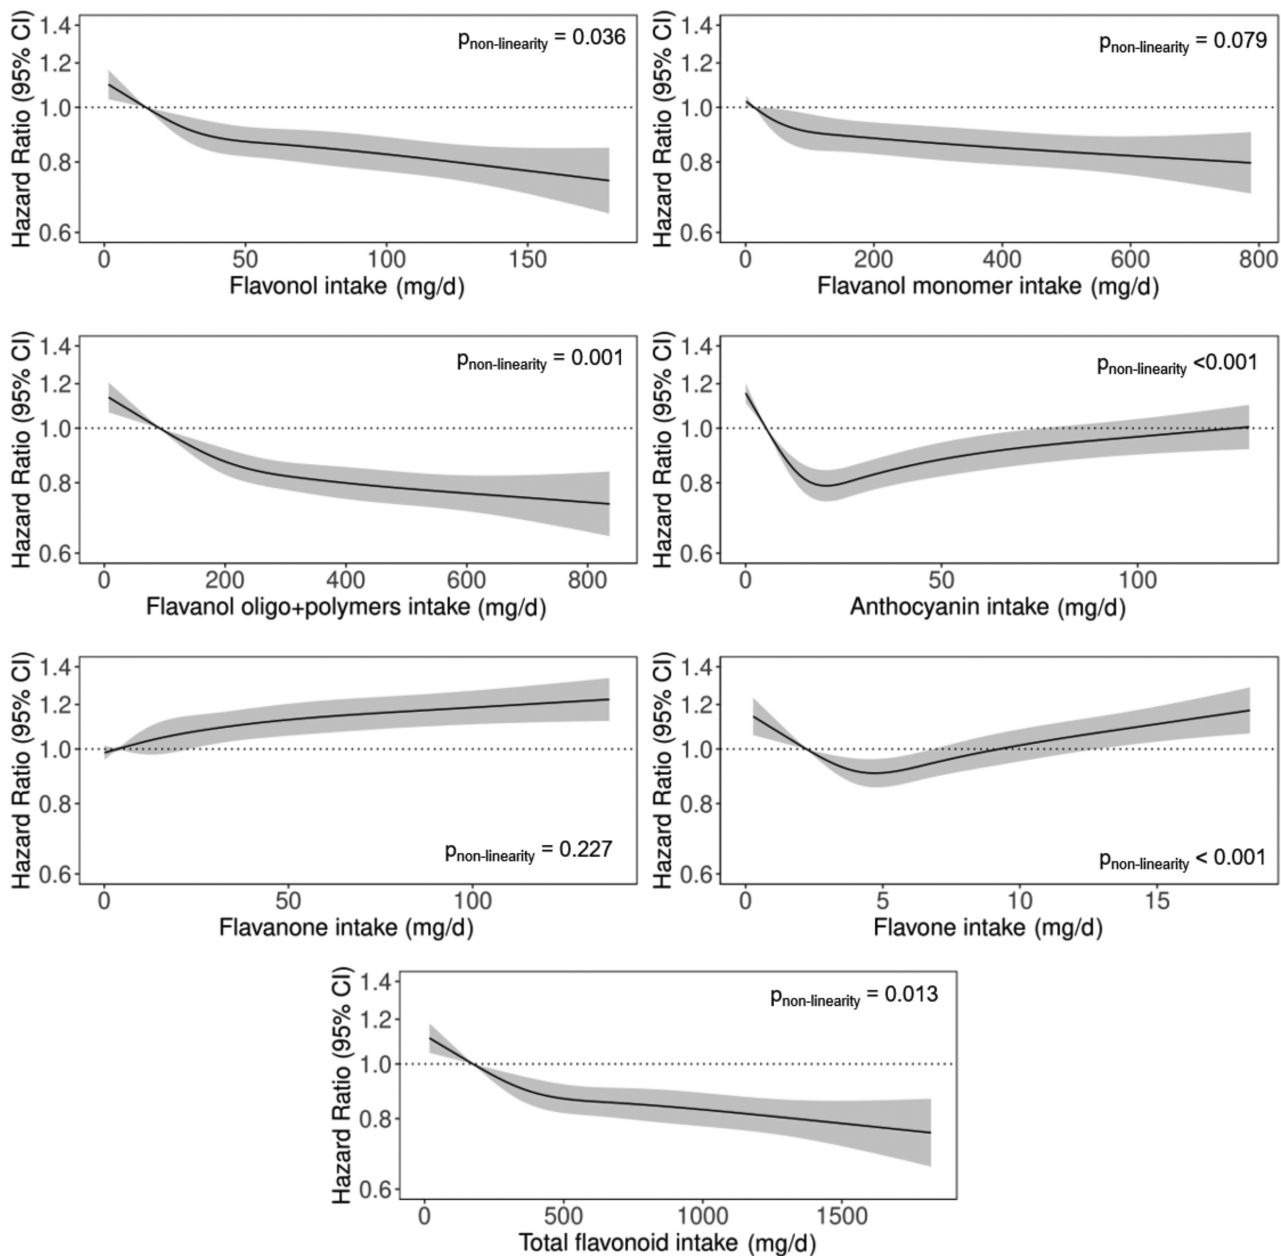 Hazard Ratio (95% CI)
1.4
1.2
1.0
0.8
0.6
p non-linearity = 0.036
0 50 100 150
Flavonol intake (mg/d)
Hazard Ratio (95% CI)
1.4
1.2
1.0
0.8
0.6
p non-linearity = 0.079
0 200 400 600 800
Flavanol monomer intake (mg/d)
Hazard Ratio (95% CI)
1.4
1.2
1.0
0.8
0.6
p non-linearity = 0.001
0 200 400 600 800
Flavanol oligo+polymers intake (mg/d)
Hazard Ratio (95% CI)
1.4
1.2
1.0
0.8
0.6
p non-linearity <0.001
0 50 100
Anthocyanin intake (mg/d)
Hazard Ratio (95% CI)
1.4
1.2
1.0
0.8
0.6
p non-linearity = 0.227
0 50 100
Flavanone intake (mg/d)
Hazard Ratio (95% CI)
1.4
1.2
1.0
0.8
0.6
p non-linearity < 0.001
0 5 10 15
Flavone intake (mg/d)
Hazard Ratio (95% CI)
1.4
1.2
1.0
0.8
0.6
p non-linearity = 0.013
0 500 1000 1500
Total flavonoid intake (mg/d)